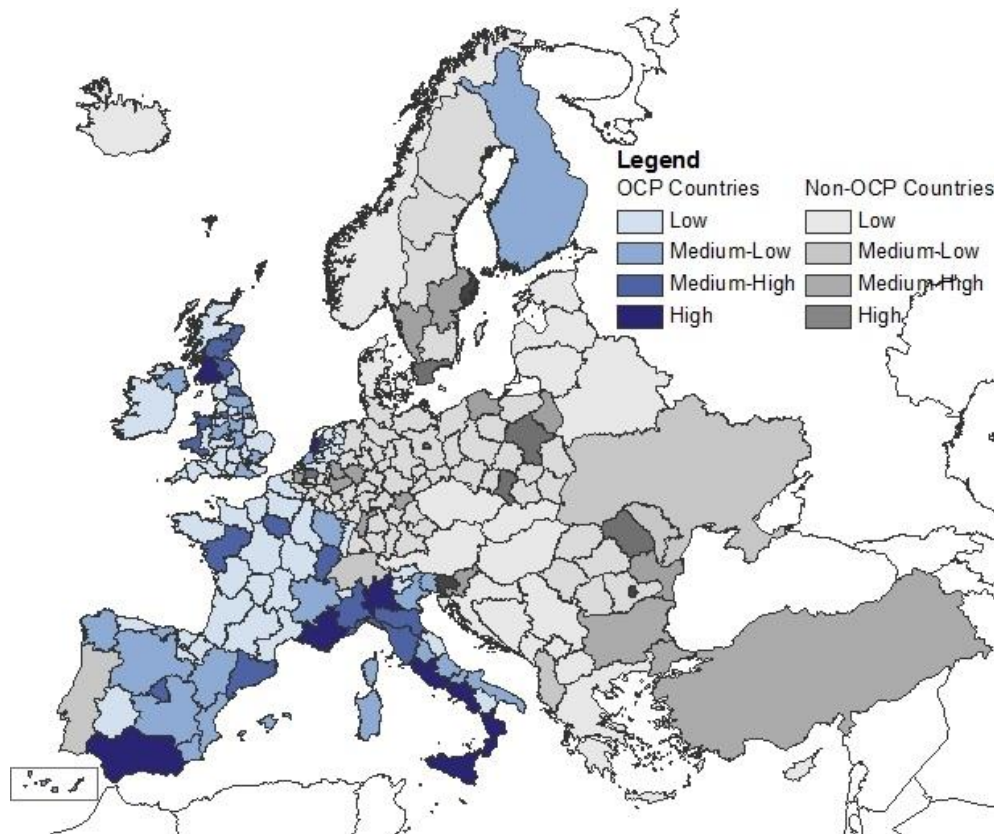 Legend
OCP Countries Non-OCP Countries
Low Low
Medium-Low Medium-Low
Medium-High Medium-High
High High